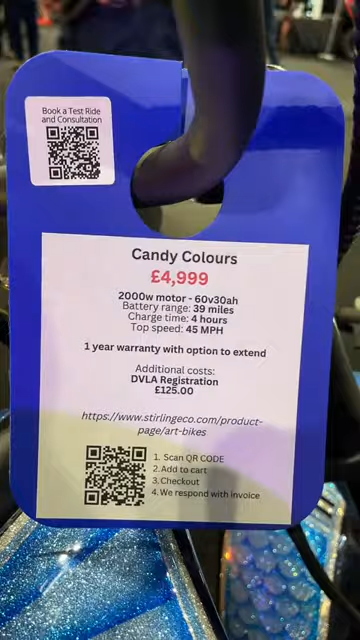 Book a Test Ride
and Consultation
Candy Colours
£4,999
2000w motor - 60v30ah
Battery range: 39 miles
Charge time: 4 hours
Top speed: 45 MPH
1 year warranty with option to extend
Additional costs:
DVLA Registration
£125.00
https://www.stirlingeco.com/product-
page/art-bikes
1. Scan QR CODE
2. Add to cart
3. Checkout
4. We respond with invoice